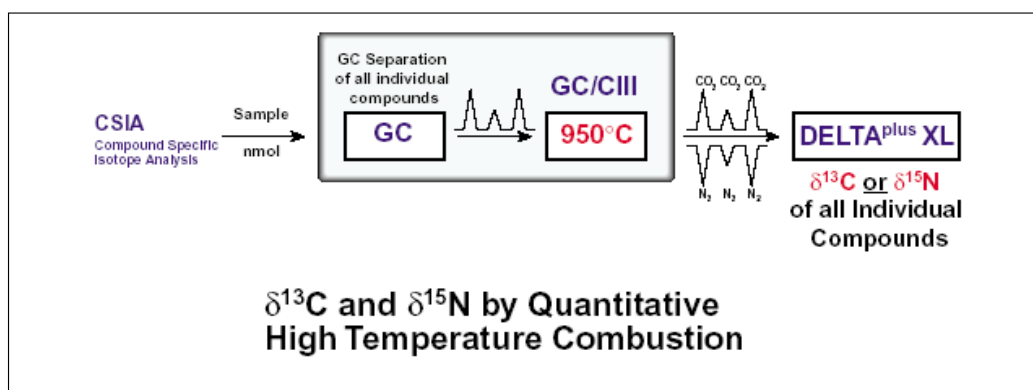 CSIA
Compound Specific
Isotope Analysis
Sample
nmol
GC Separation
of all individual
compounds
GC
GC/CIII
950°C
CO₂ CO₂ CO₂
N₂ N₂ N₂
DELTAᵖˡᵘˢ XL
δ¹³C or δ¹⁵N
of all Individual
Compounds
δ¹³C and δ¹⁵N by Quantitative
High Temperature Combustion